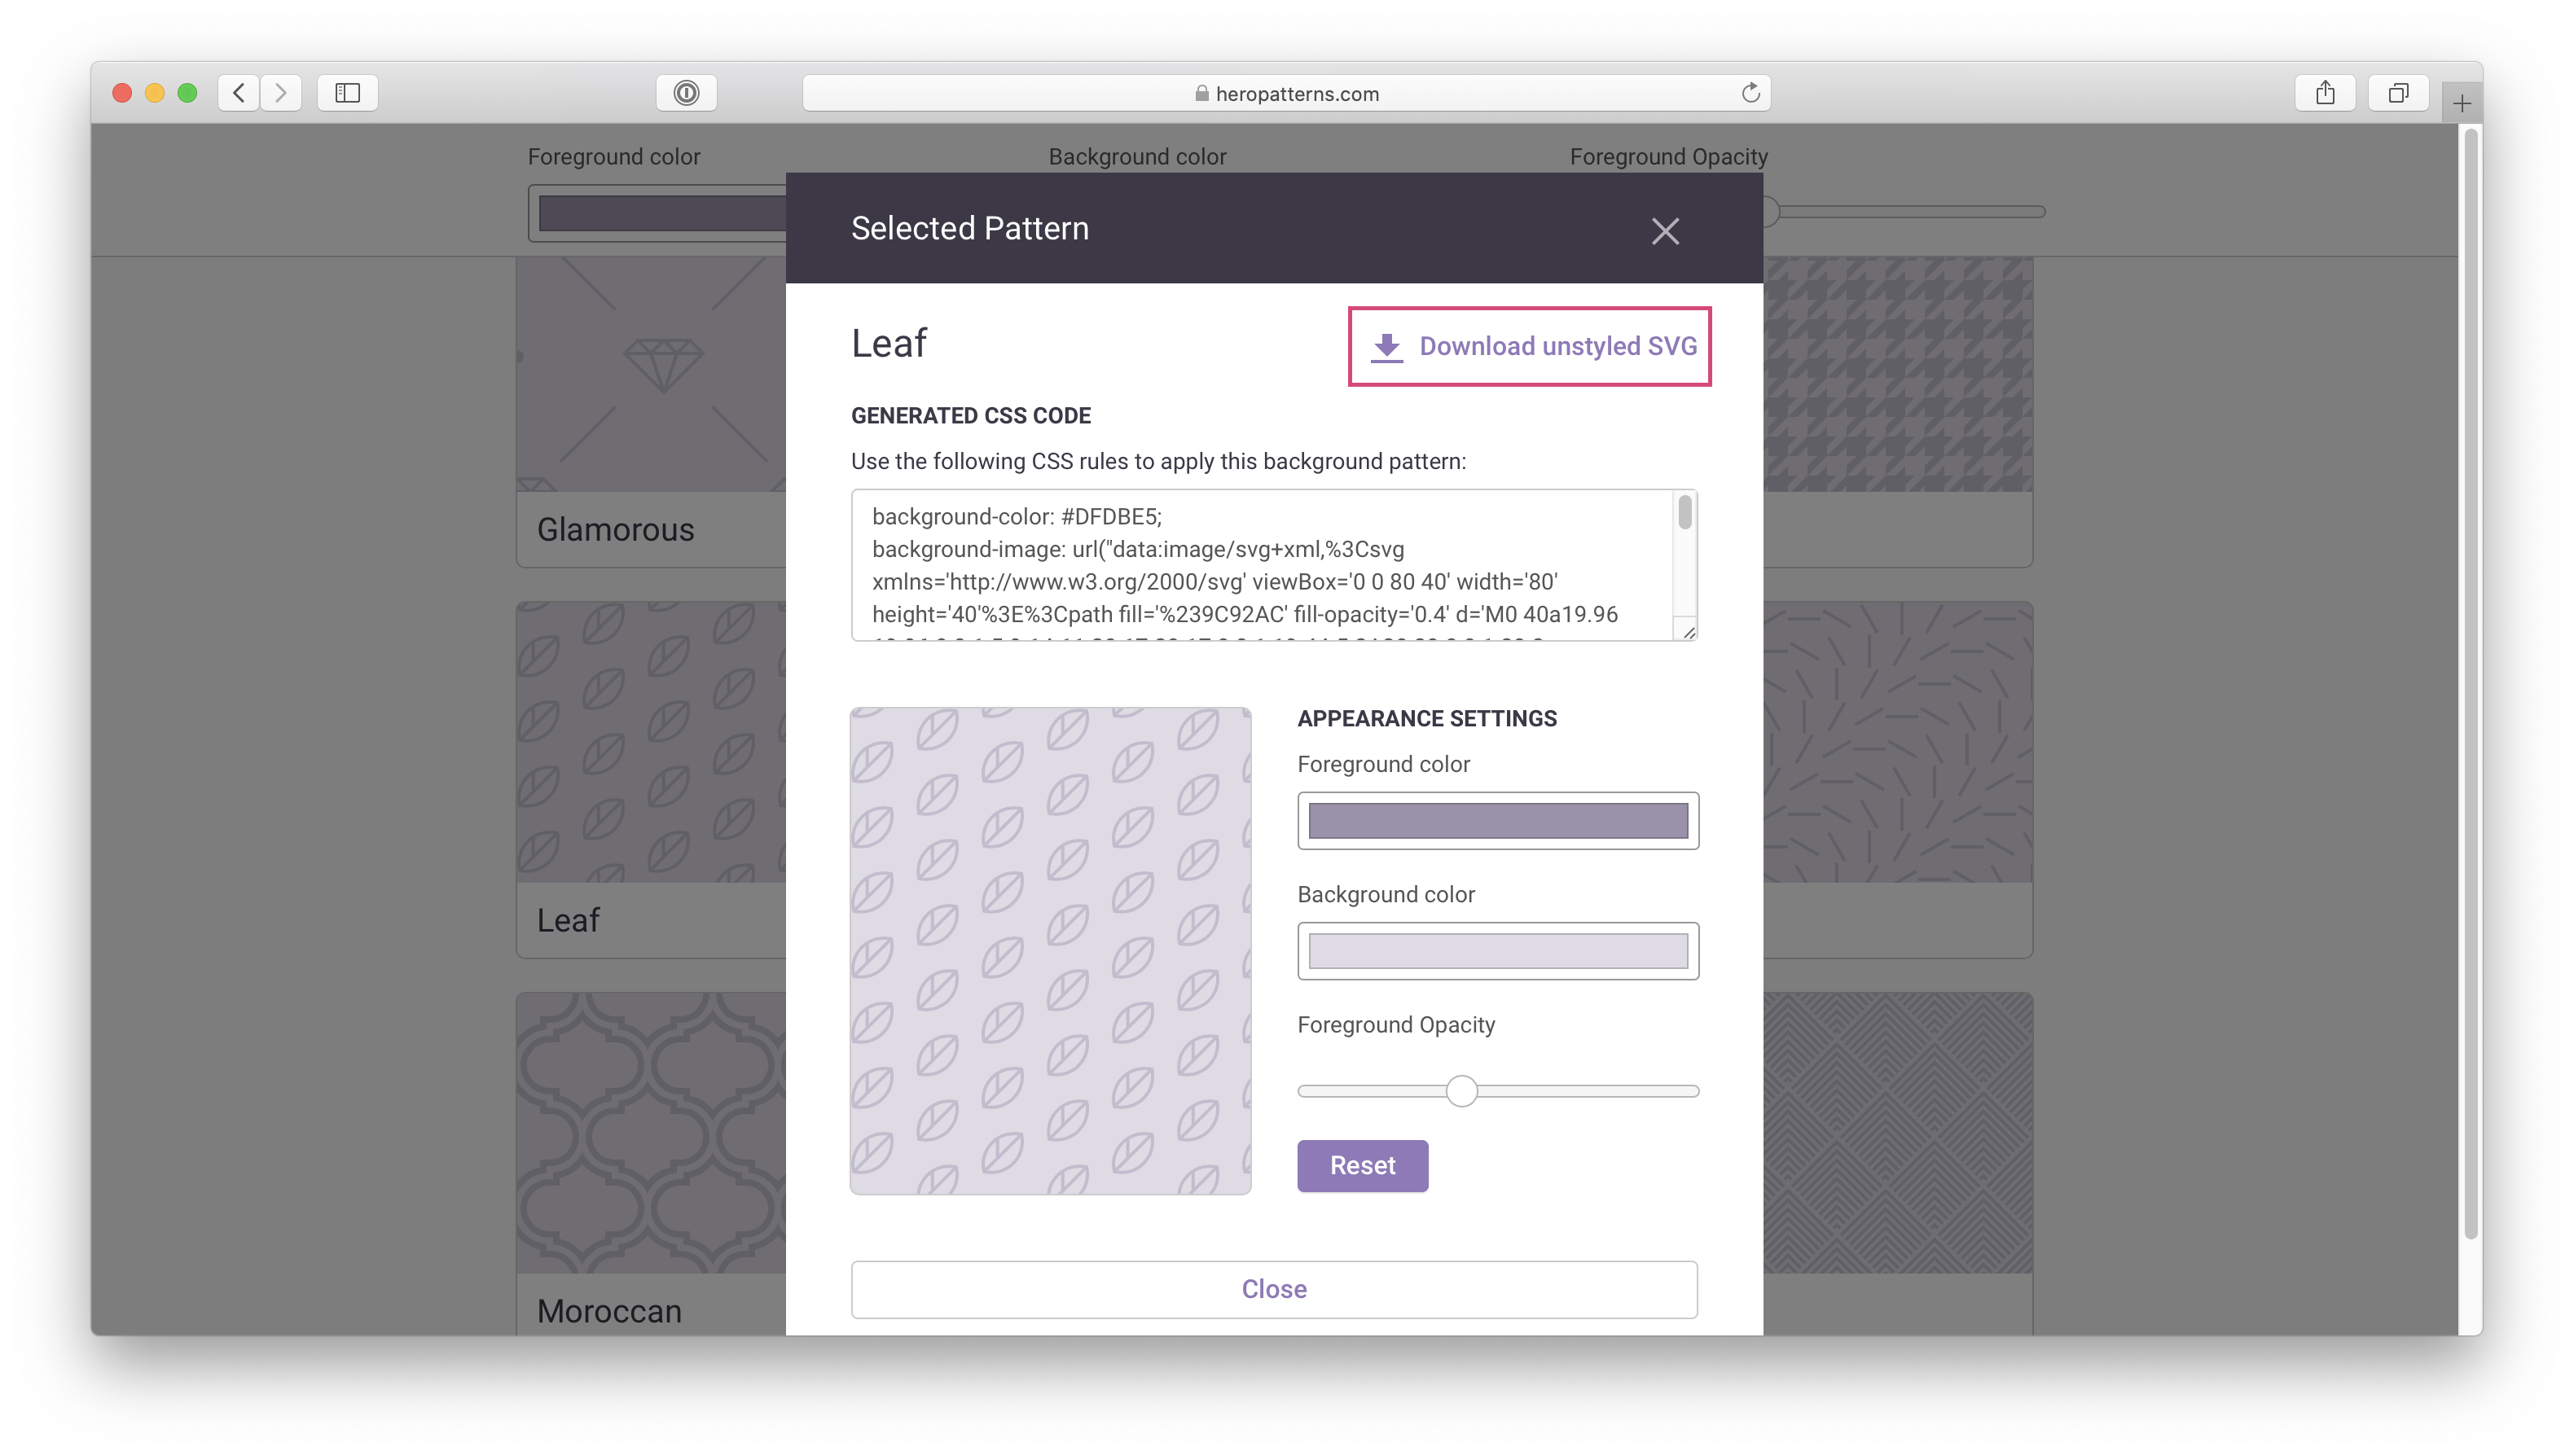 heropatterns.com
Foreground color
Background color
Foreground Opacity
Selected Pattern
Leaf
Download unstyled SVG
GENERATED CSS CODE
Use the following CSS rules to apply this background pattern:
background-color: #DFDBE5;
background-image: url("data:image/svg+xml,%3Csvg
xmlns='http://www.w3.org/2000/svg' viewBox='0 0 80 40' width='80'
height='40'%3E%3Cpath fill='%239C92AC' fill-opacity='0.4' d='M0 40a19.96
APPEARANCE SETTINGS
Foreground color
Background color
Foreground Opacity
Reset
Close
Glamorous
Leaf
Moroccan